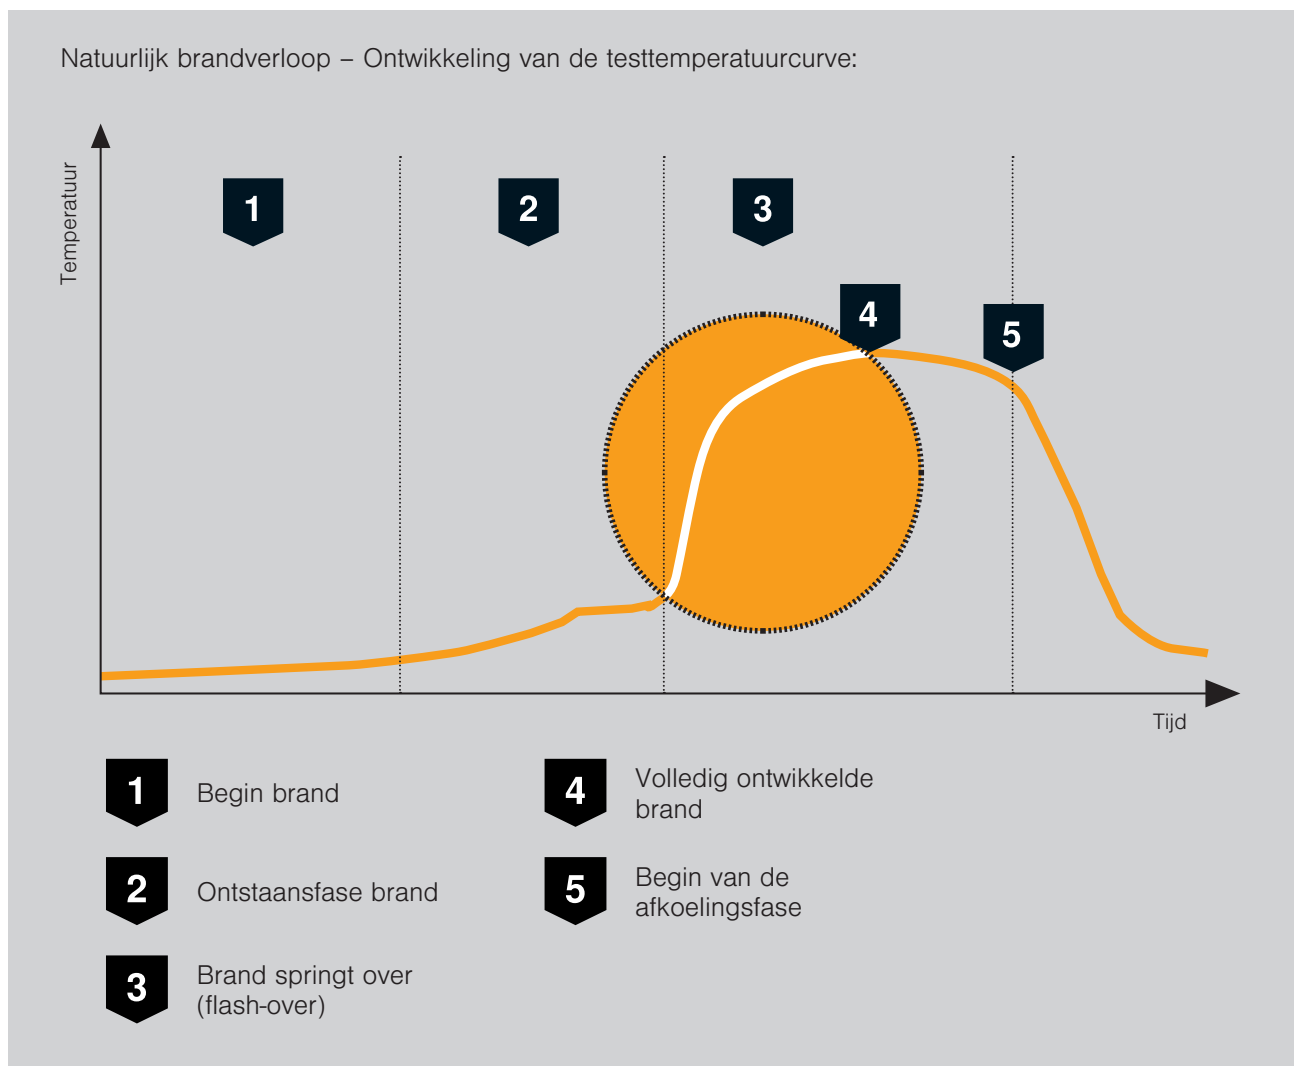 Natuurlijk brandverloop – Ontwikkeling van de testtemperatuurcurve:
Temperatuur
1
2
3
4
5
Tijd
1
Begin brand
2
Ontstaansfase brand
3
Brand springt over
(flash-over)
4
Volledig ontwikkelde
brand
5
Begin van de
afkoelingsfase